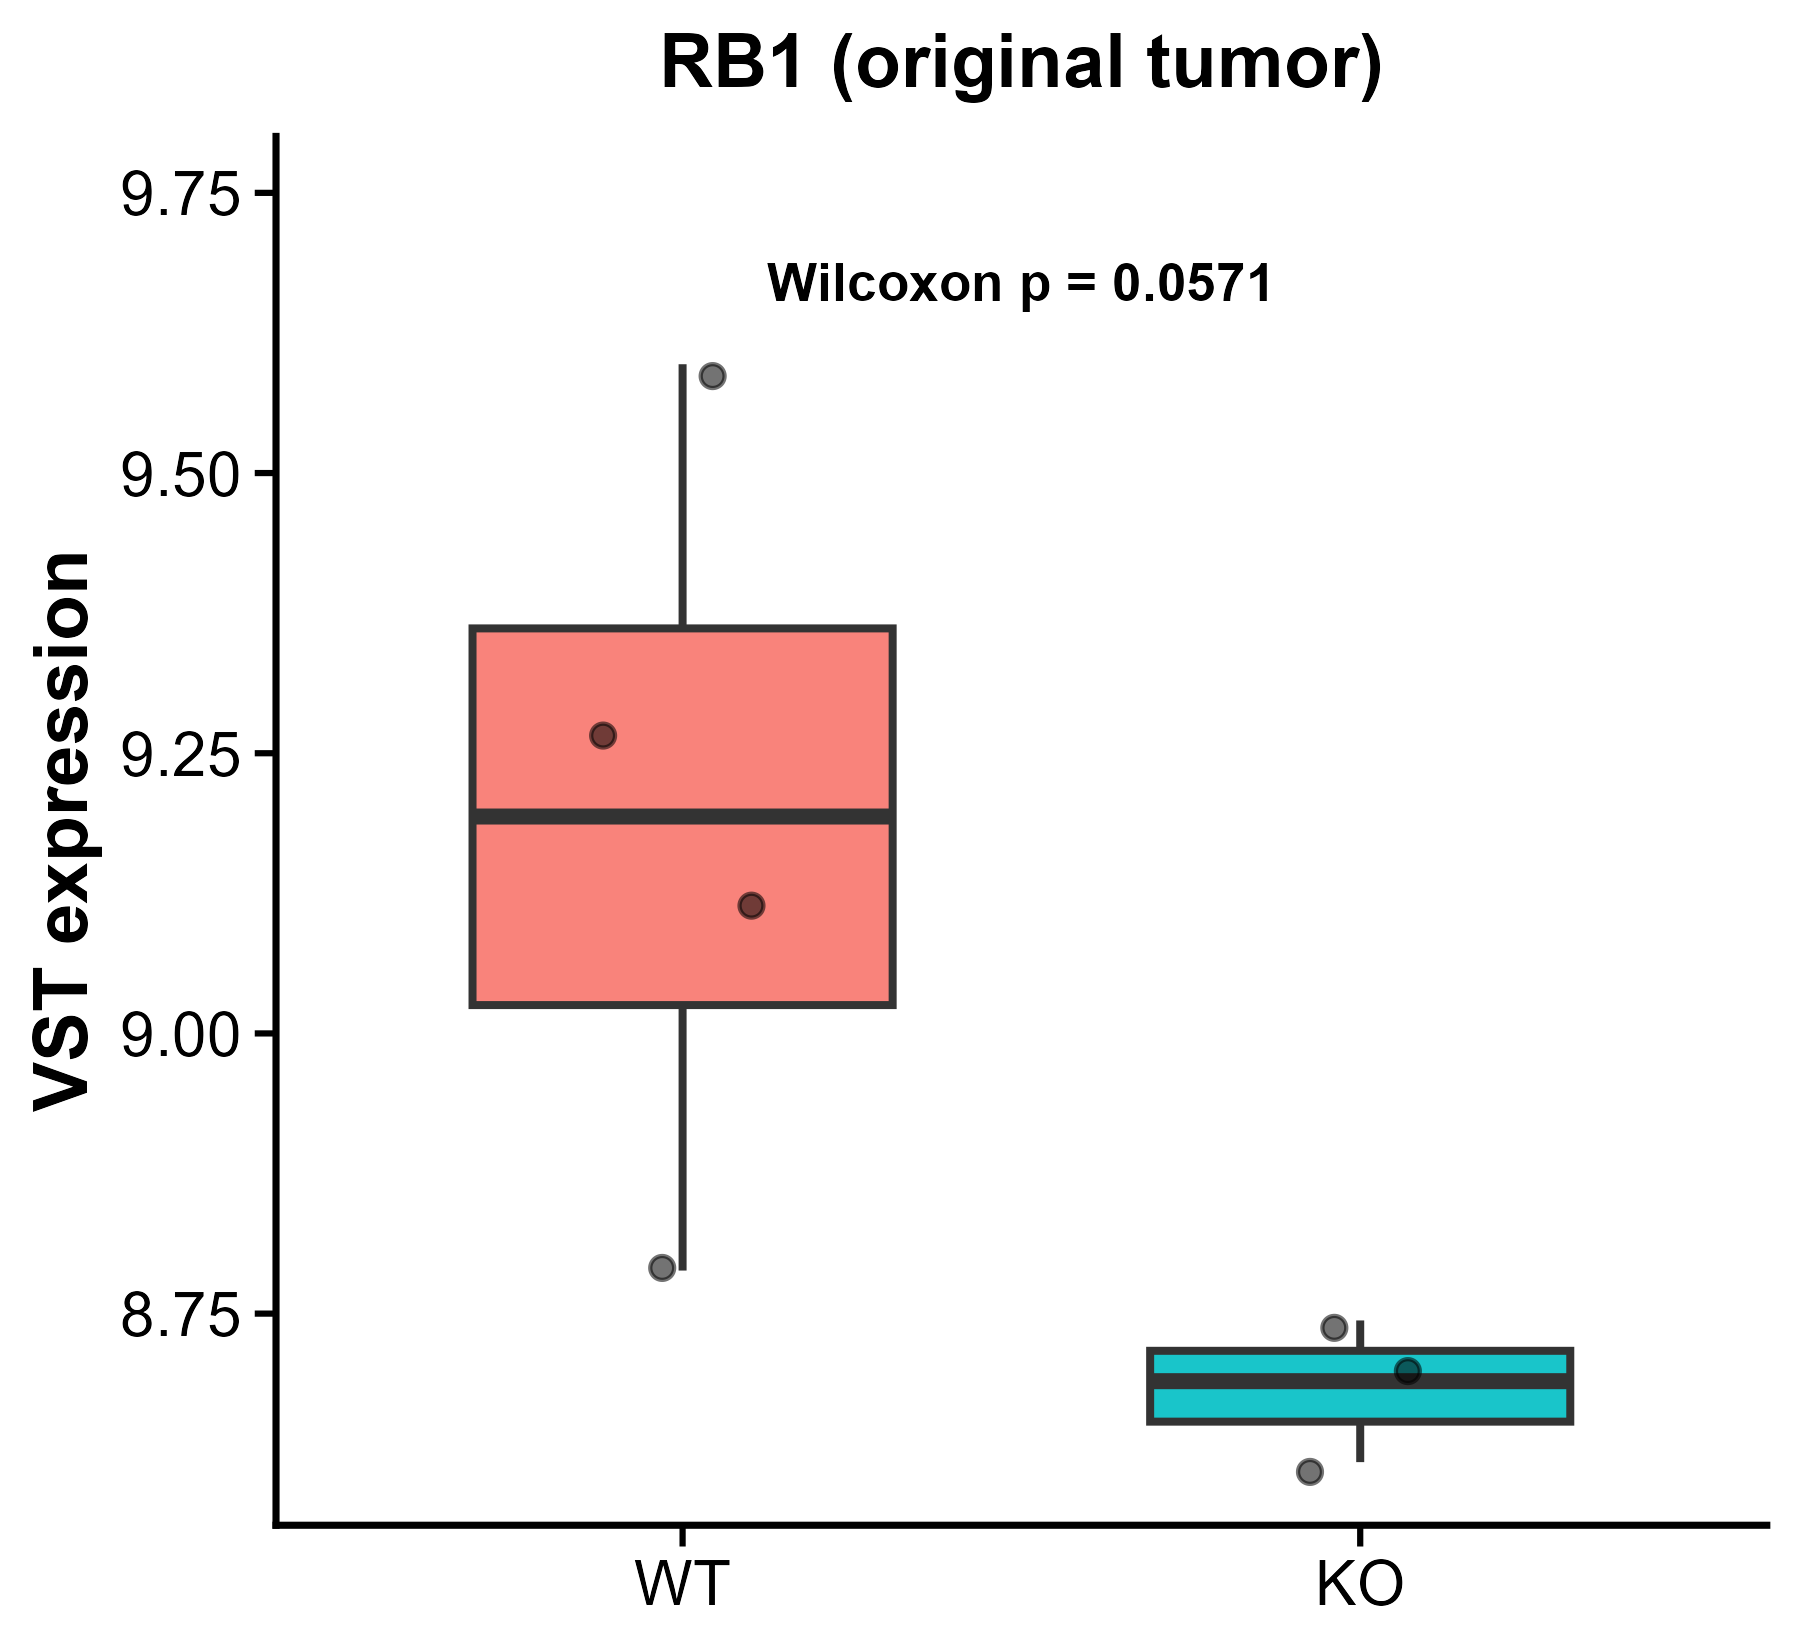 RB1 (original tumor)
VST expression
9.75
9.50
9.25
9.00
8.75
Wilcoxon p = 0.0571
WT
KO